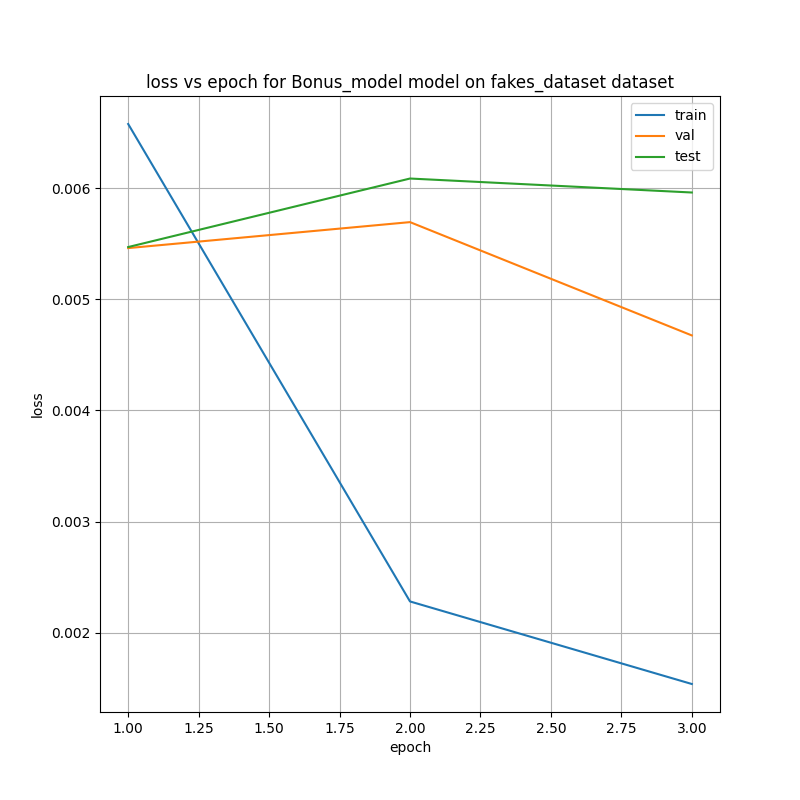 loss vs epoch for Bonus_model model on fakes_dataset dataset
train
val
test
0.006
0.005
0.004
0.003
0.002
loss
1.00 1.25 1.50 1.75 2.00 2.25 2.50 2.75 3.00
epoch